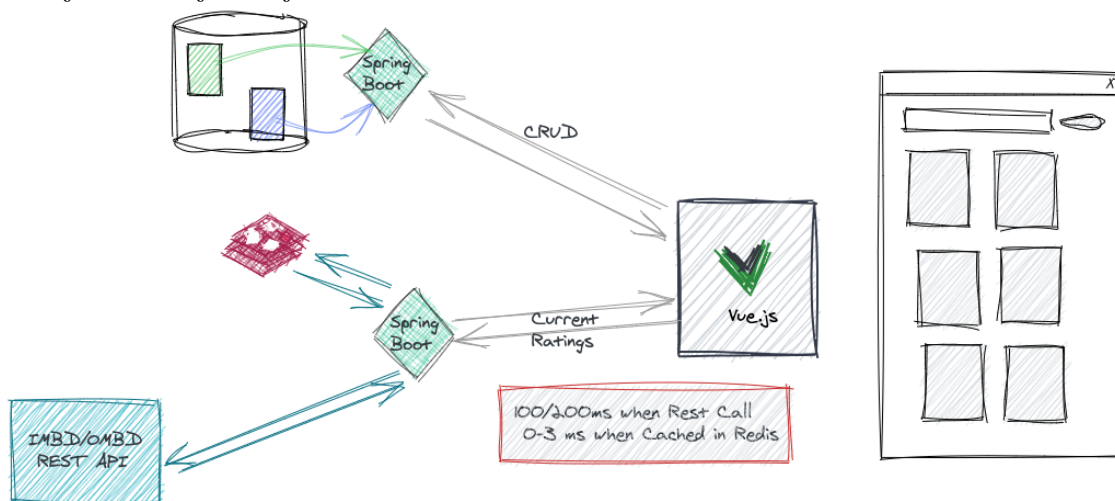 Spring
Boot
CRUD
X
Spring
Boot
Current
Ratings
Vue.js
100/200ms when Rest Call
0-3 ms when Cached in Redis
IMBD/OMBD
REST API